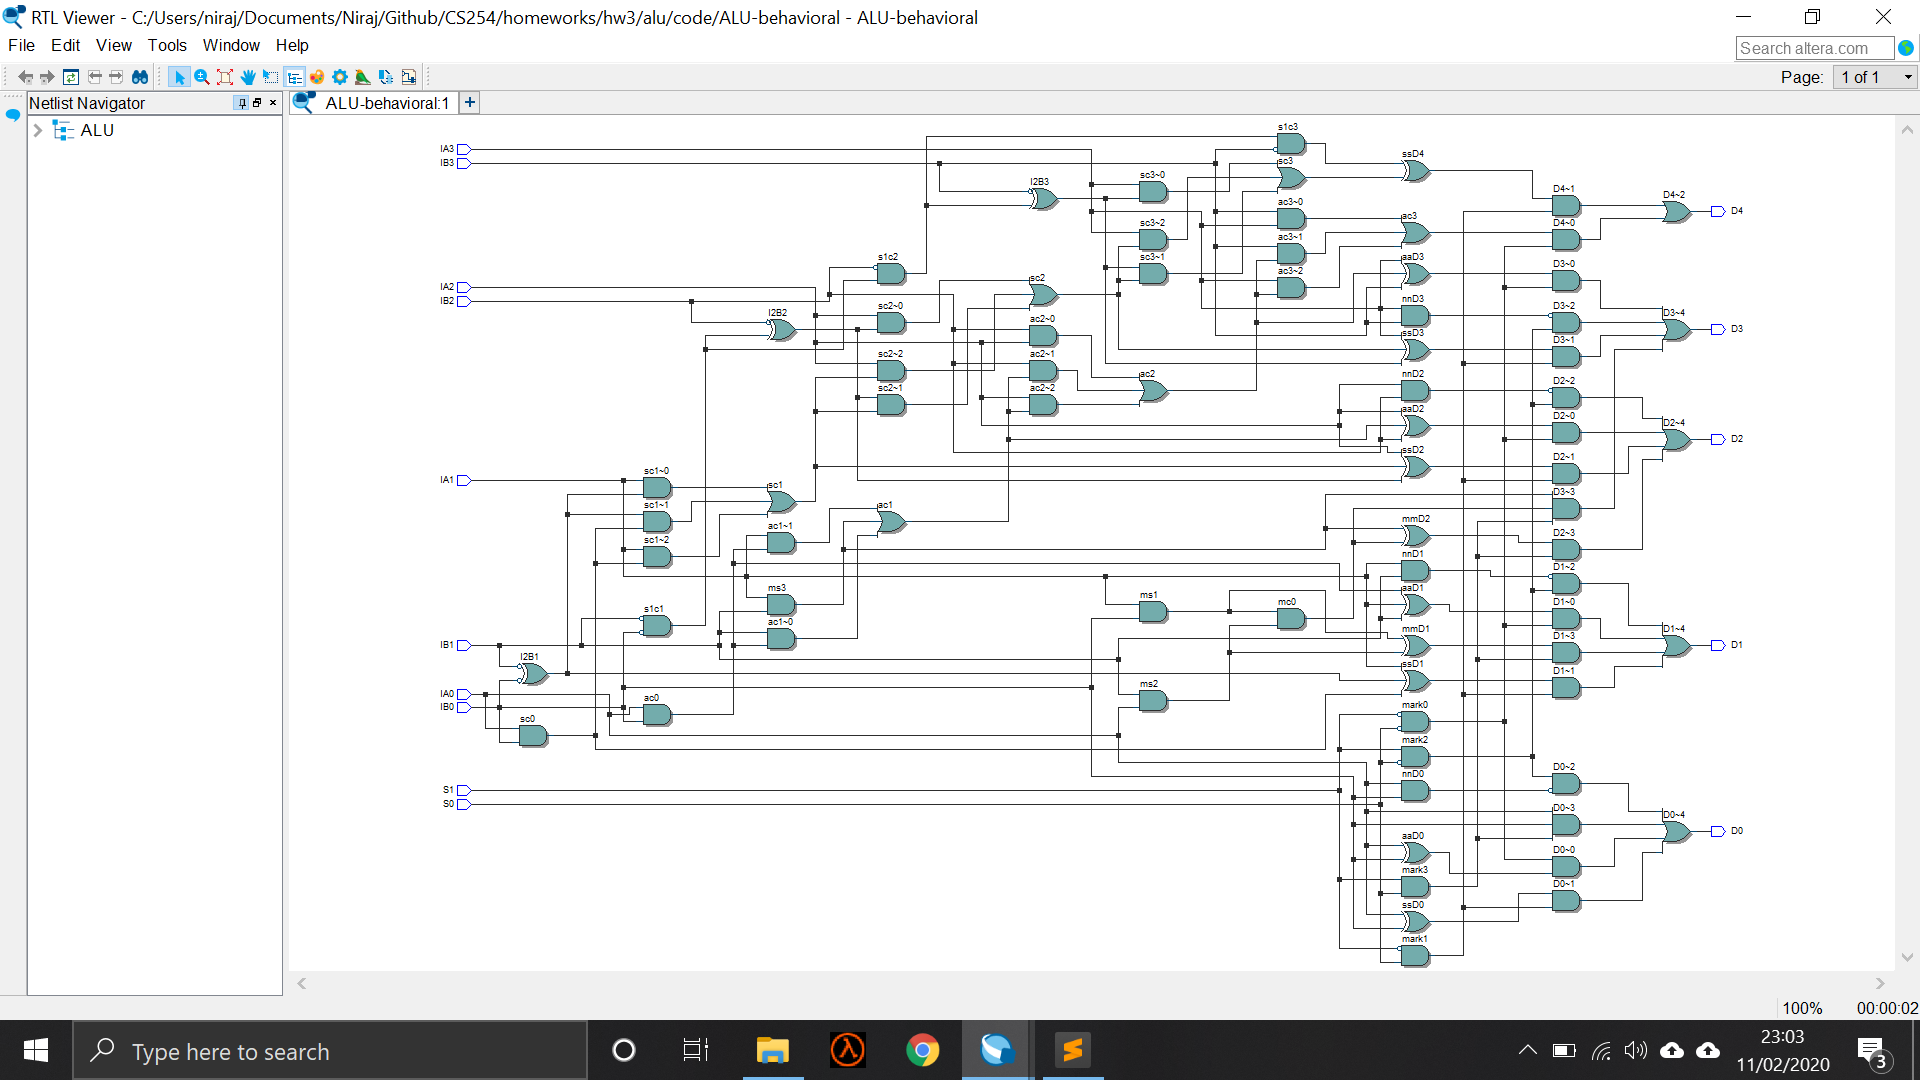 RTL Viewer - C:/Users/niraj/Documents/Niraj/Github/CS254/homeworks/hw3/alu/code/ALU-behavioral - ALU-behavioral
File Edit View Tools Window Help
Search altera.com
Page: 1 of 1
Netlist Navigator
ALU-behavioral:1
ALU
s1c3
IA3
IB3
ssD4
sc3
sc3~0
I2B3
D4~1
D4~2
ac3~0
D4
ac3
sc3~2
D4~0
ac3~1
s1c2
sc3~1
aaD3
D3~0
ac3~2
sc2
IA2
IB2
nnD3
sc2~0
D3~2
I2B2
D3~4
ac2~0
D3
ssD3
D3~1
sc2~2
ac2~1
ac2
nnD2
D2~2
sc2~1
ac2~2
aaD2
D2~0
D2~4
D2
ssD2
D2~1
sc1~0
IA1
sc1
D3~3
sc1~1
ac1
mmD2
ac1~1
D2~3
sc1~2
nnD1
D1~2
ms3
aaD1
ms1
mc0
D1~0
s1c1
ac1~0
mmD1
D1~4
D1~3
IB1
D1
I2B1
ssD1
D1~1
ms2
IA0
ac0
IB0
mark0
sc0
mark2
D0~2
nnD0
S1
S0
D0~3
D0~4
aaD0
D0
D0~0
mark3
D0~1
ssD0
mark1
100% 00:00:02
Type here to search
23:03
11/02/2020
3